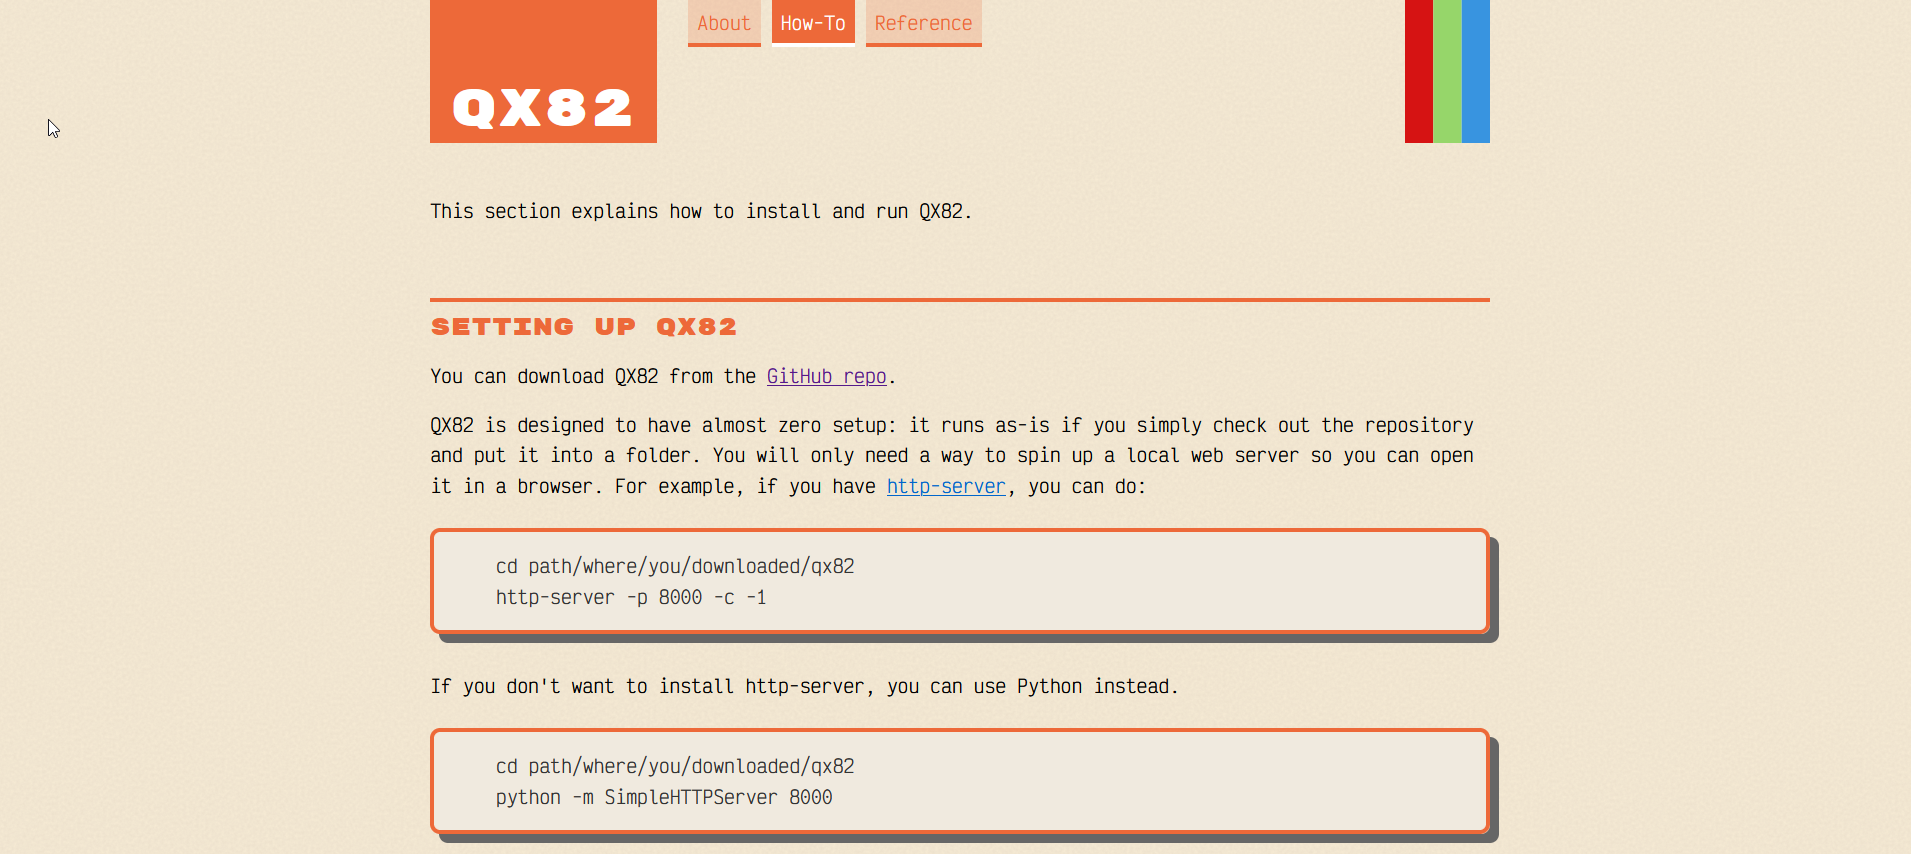 About How-To Reference
QX82
This section explains how to install and run QX82.
SETTING UP QX82
You can download QX82 from the GitHub repo.
QX82 is designed to have almost zero setup: it runs as-is if you simply check out the repository
and put it into a folder. You will only need a way to spin up a local web server so you can open
it in a browser. For example, if you have http-server, you can do:
cd path/where/you/downloaded/qx82
http-server -p 8000 -c -1
If you don't want to install http-server, you can use Python instead.
cd path/where/you/downloaded/qx82
python -m SimpleHTTPServer 8000